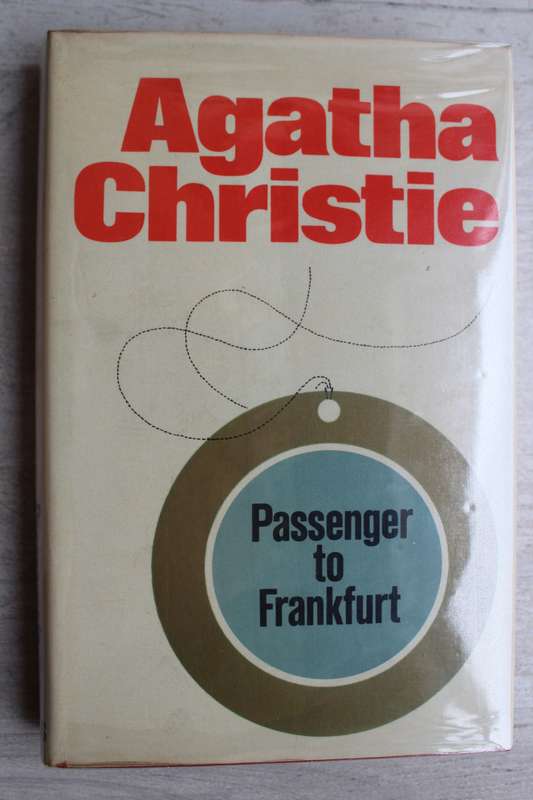 Agatha
Christie
Passenger
to
Frankfurt